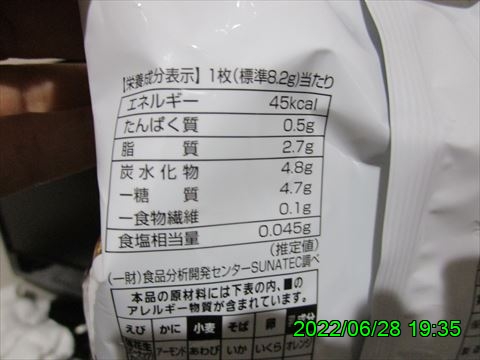 【栄養成分表示】1枚(標準8.2g)当たり
エネルギー 45kcal
たんぱく質 0.5g
脂質 2.7g
炭水化物 4.8g
ー糖質 4.7g
ー食物繊維 0.1g
食塩相当量 0.045g
(推定値)
(一財)食品分析開発センターSUNATEC調べ
本品の原材料には下表の内、■の
アレルギー物質が含まれています。
えび かに 小麦 そば 卵 乳成分
アーモンド あわび いか いくら オレンジ
2022/06/28 19:35